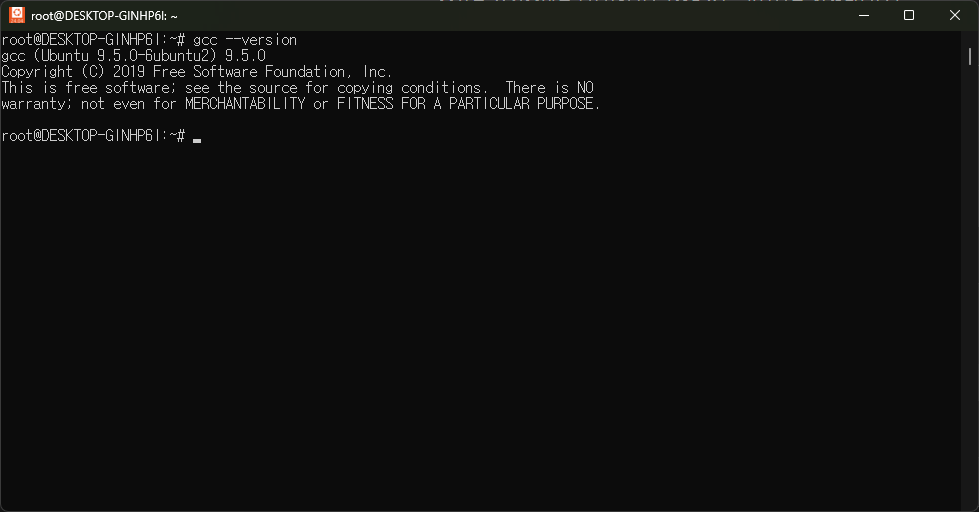 root@DESKTOP-GINHP6I: ~
root@DESKTOP-GINHP6I:~# gcc --version
gcc (Ubuntu 9.5.0-6ubuntu2) 9.5.0
Copyright (C) 2019 Free Software Foundation, Inc.
This is free software; see the source for copying conditions.  There is NO
warranty; not even for MERCHANTABILITY or FITNESS FOR A PARTICULAR PURPOSE.
root@DESKTOP-GINHP6I:~#